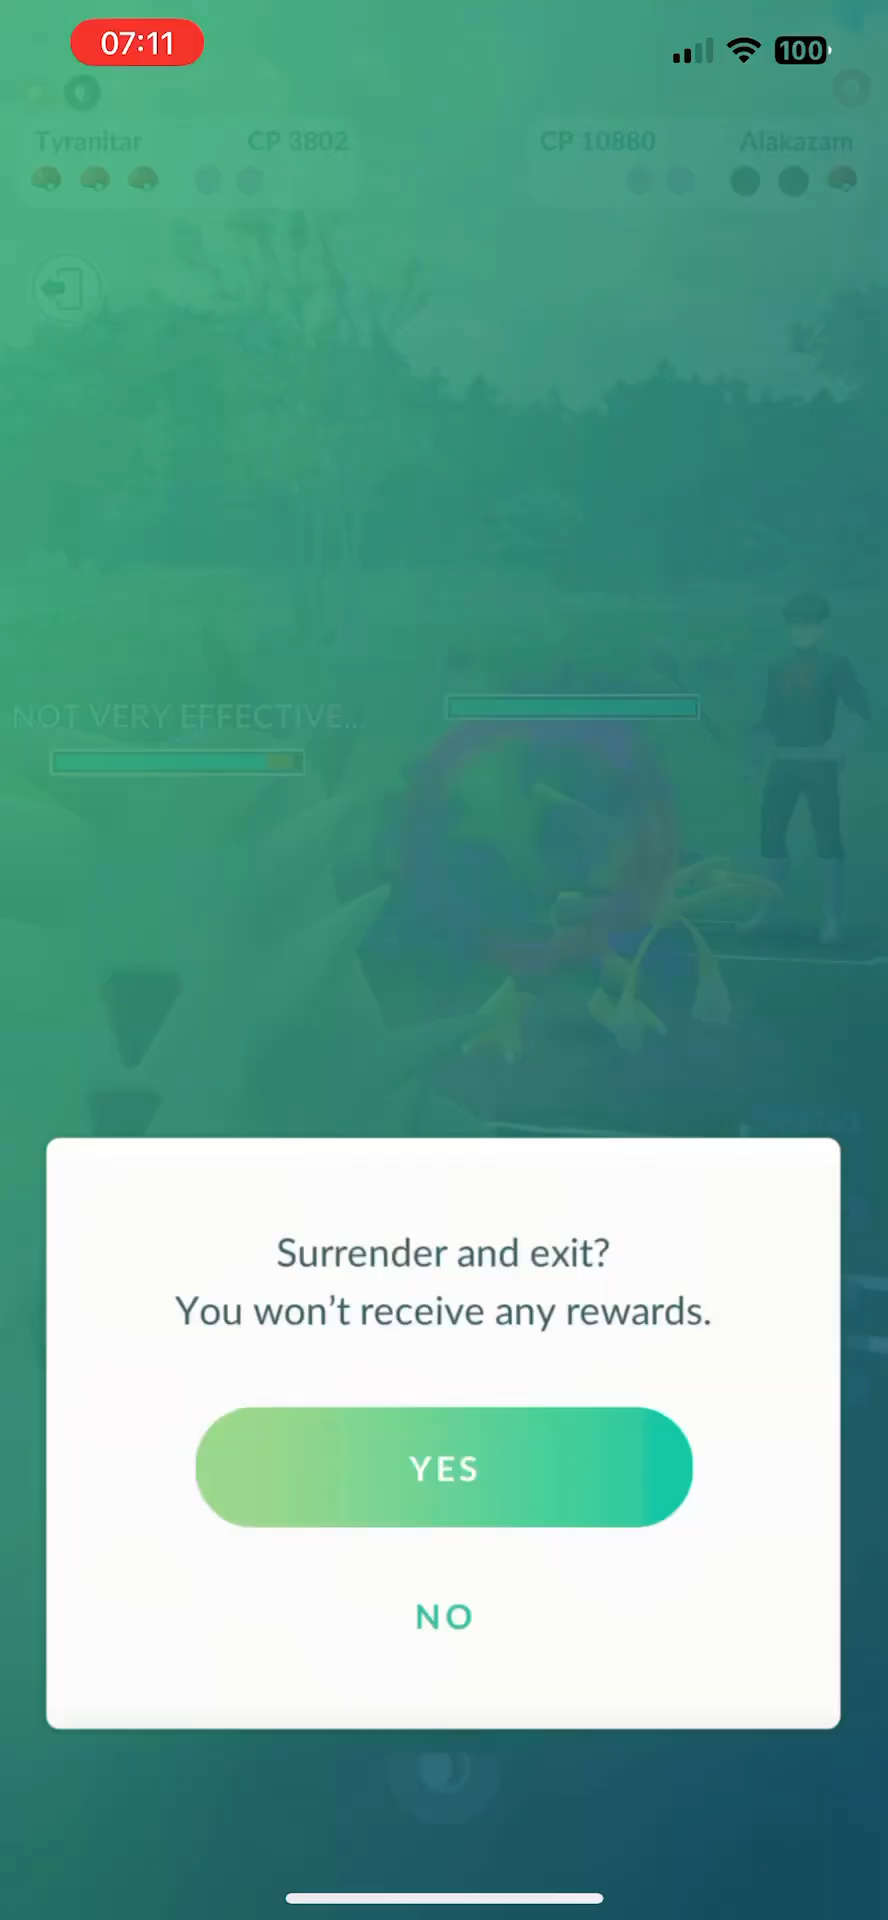 07:11
100
Tyranitar CP 3802
CP 10880 Alakazam
NOT VERY EFFECTIVE...
Surrender and exit?
You won't receive any rewards.
YES
NO